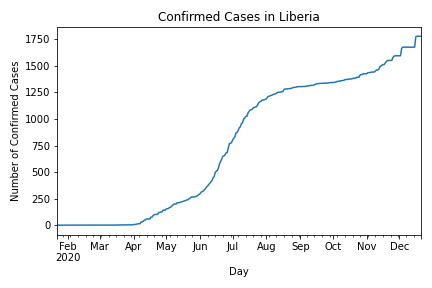 Confirmed Cases in Liberia
Number of Confirmed Cases
1750
1500
1250
1000
750
500
250
0
Feb Mar Apr May Jun Jul Aug Sep Oct Nov Dec
2020
Day